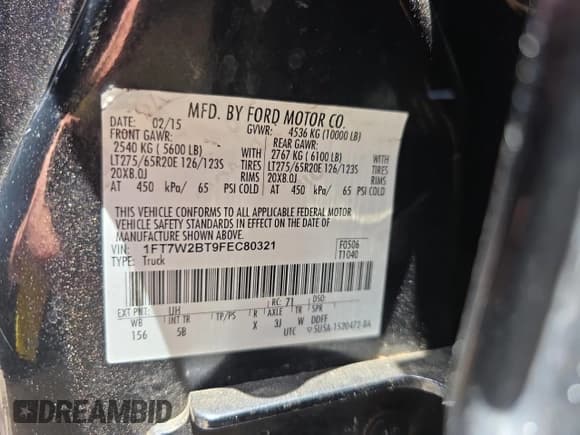 MFD. BY FORD MOTOR CO.
DATE: 02/15 GVWR: 4536 KG (10000 LB)
FRONT GAWR: REAR GAWR:
2540 KG ( 5600 LB) WITH 2767 KG ( 6100 LB) WITH
LT275/65R20E 126/123S TIRES LT275/65R20E 126/123S TIRES
20X8.0J RIMS 20X8.0J RIMS
AT 450 kPa/ 65 PSI COLD AT 450 kPa/ 65 PSI COLD
THIS VEHICLE CONFORMS TO ALL APPLICABLE FEDERAL MOTOR
VEHICLE SAFETY STANDARDS IN EFFECT ON THE DATE OF
MANUFACTURE SHOWN ABOVE.
VIN: 1FT7W2BT9FEC80321 F0506
TYPE: Truck T1040
EXT PNT: UH RC: 71 DSO:
WB INT TR TP/PS R AXLE TR SPR
156 5B X 3J W DDFF
UTC
DREAMBID